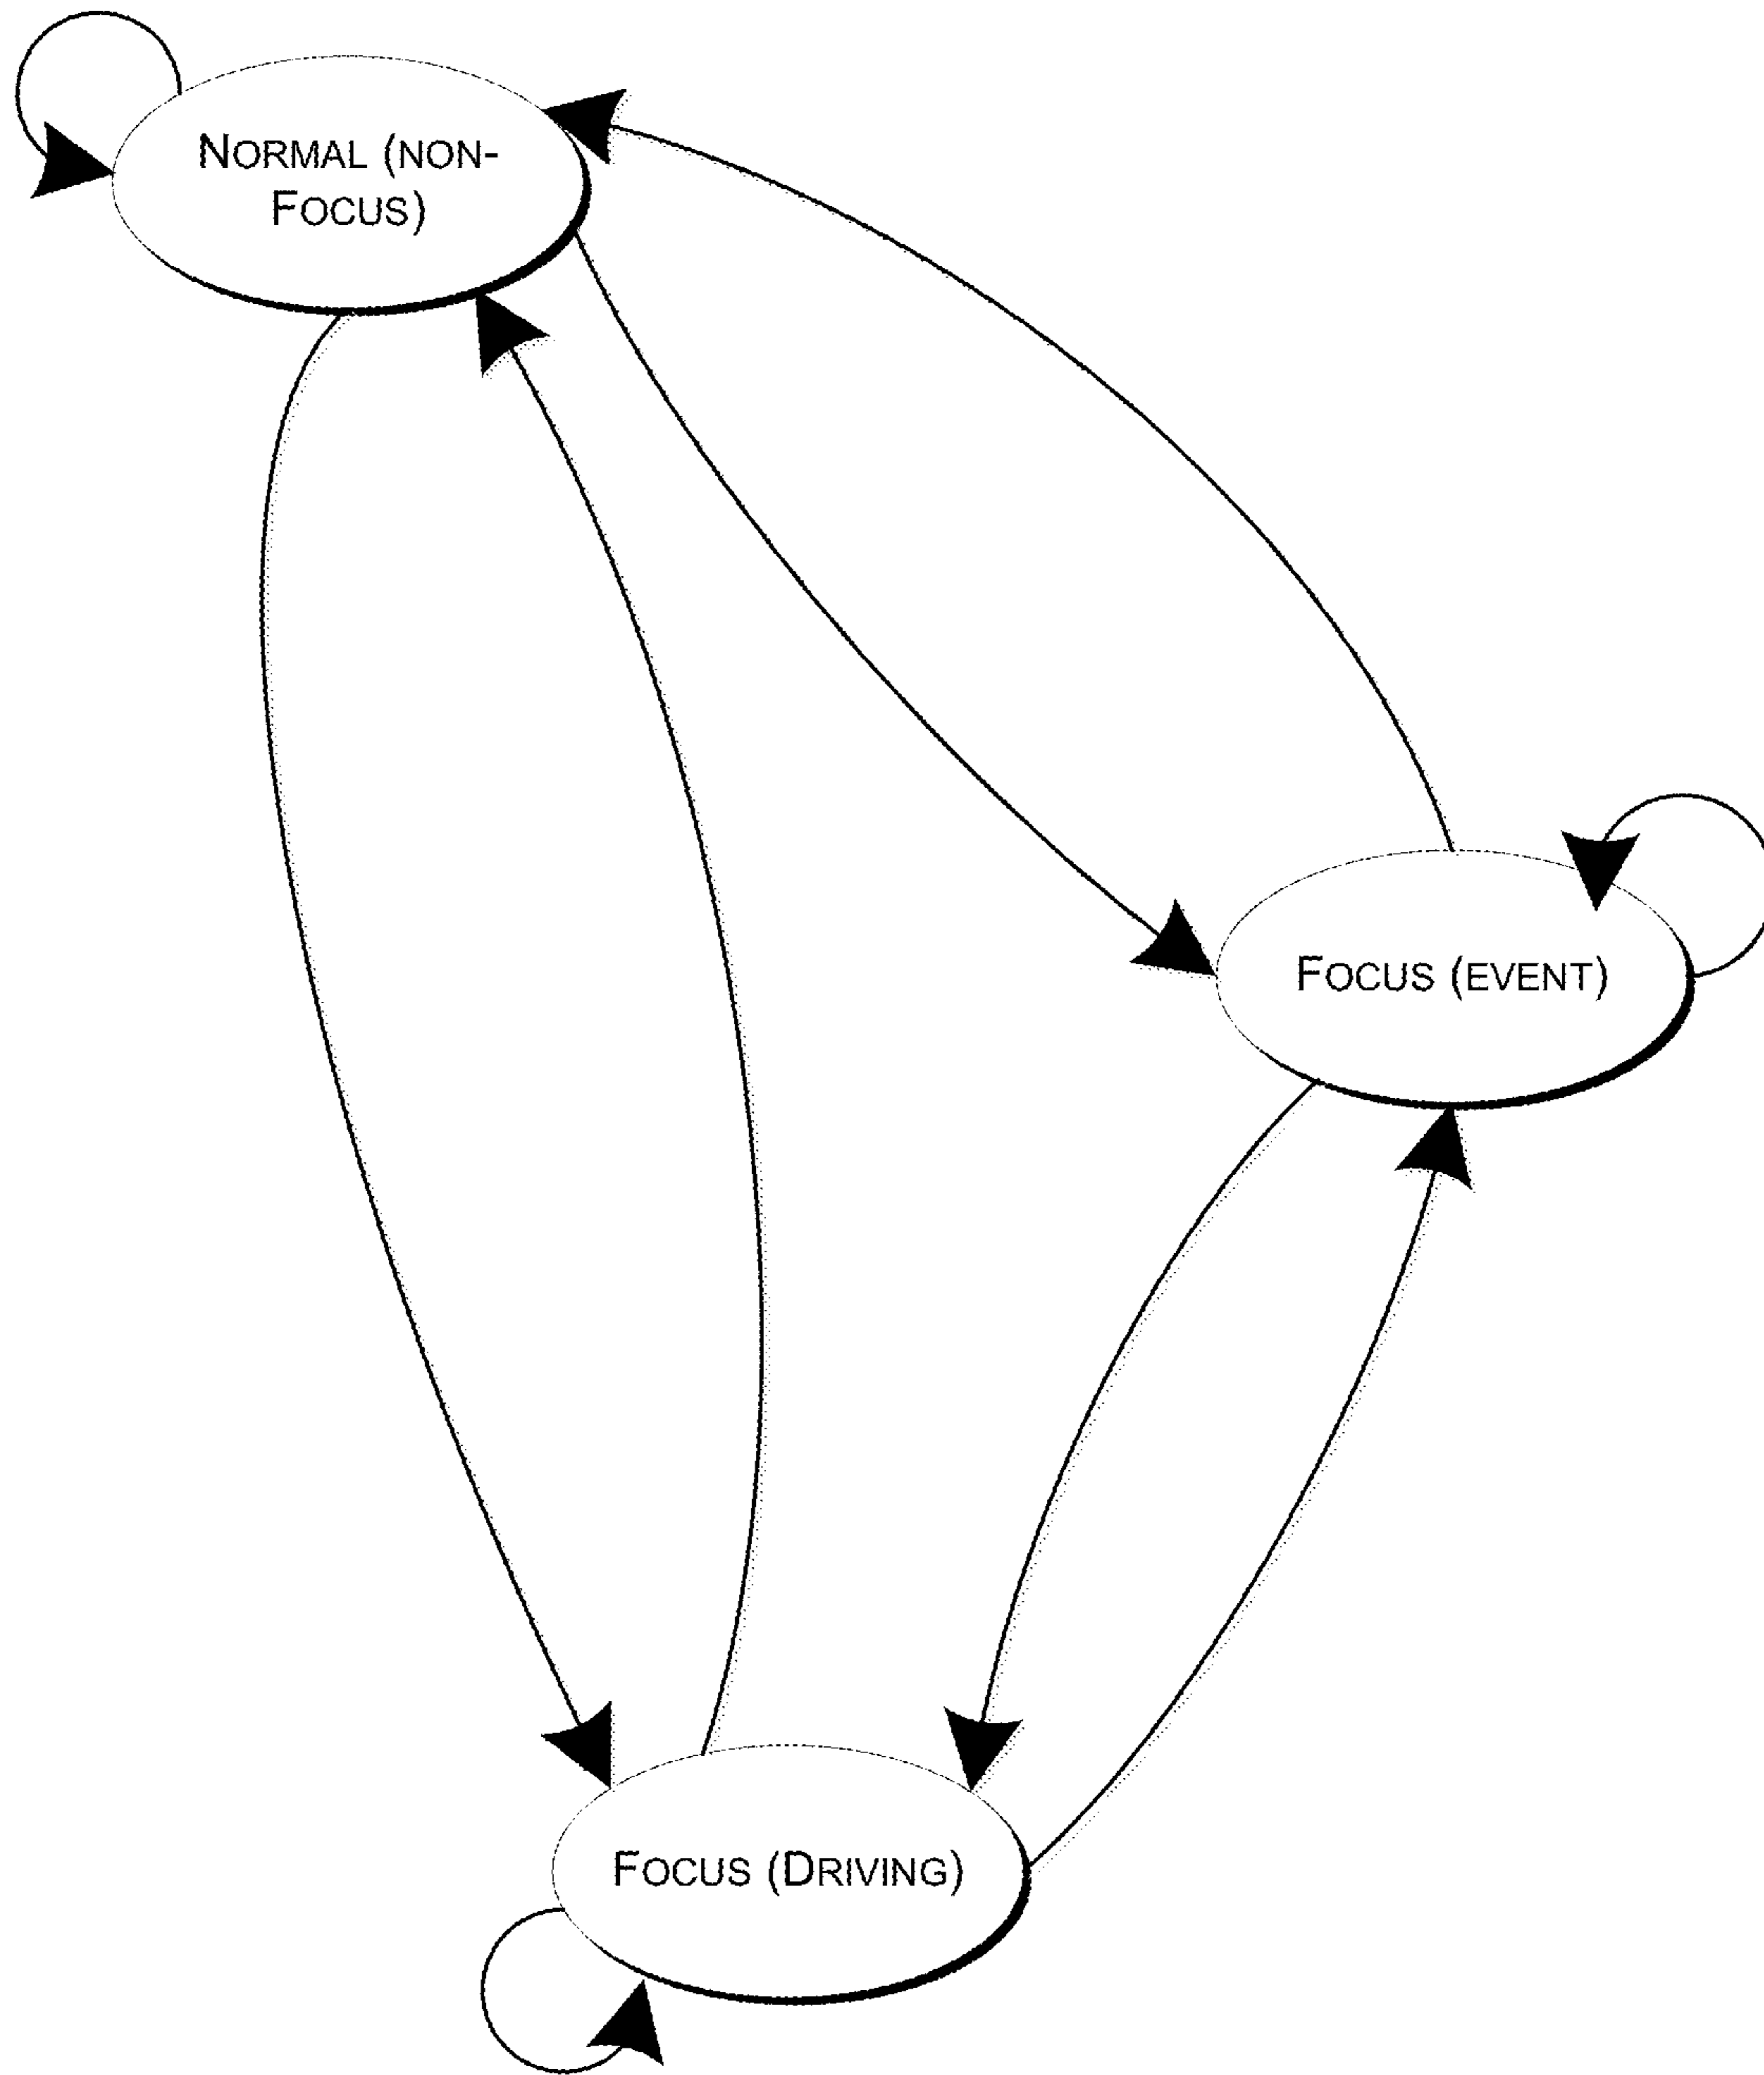 NORMAL (NON-
FOCUS)
FOCUS (EVENT)
FOCUS (DRIVING)